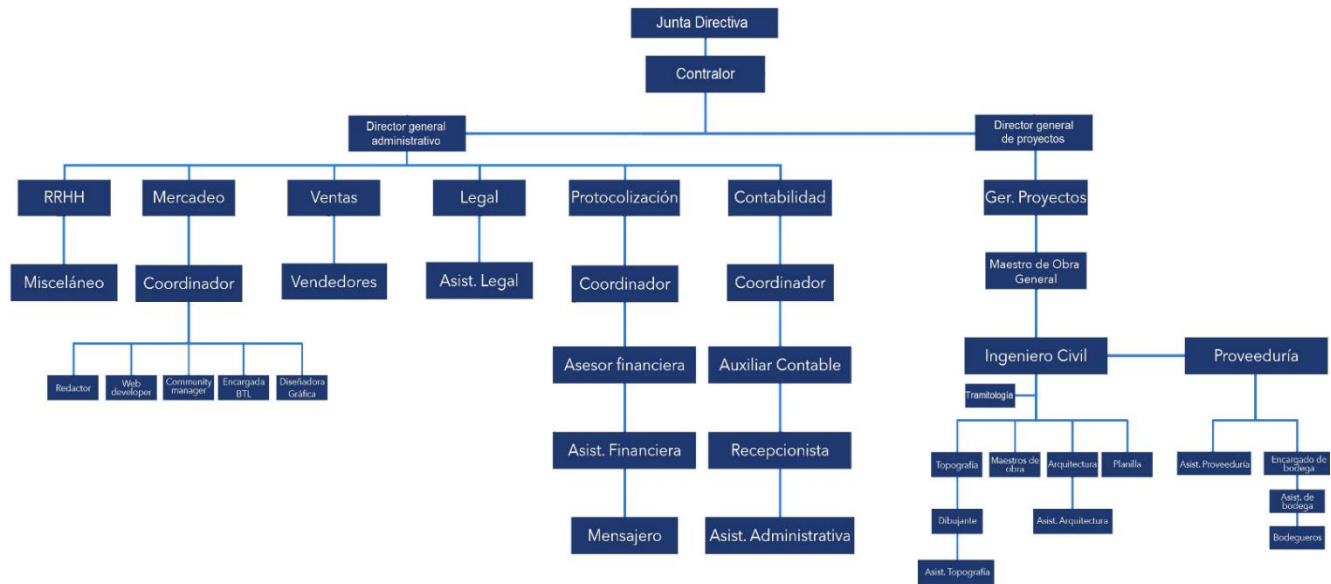 Junta Directiva
Contralor
Director general
administrativo
Director general
de proyectos
RRHH
Mercadeo
Ventas
Legal
Protocolización
Contabilidad
Ger. Proyectos
Misceláneo
Coordinador
Vendedores
Asist. Legal
Coordinador
Coordinador
Maestro de Obra
General
Redactor
Web
developer
Community
manager
Encargada
BTL
Diseñadora
Gráfica
Asesor financiera
Auxiliar Contable
Ingeniero Civil
Proveeduría
Tramitología
Asist. Financiera
Recepcionista
Topografía
Maestros de
obra
Arquitectura
Planilla
Asist. Proveeduría
Encargado de
bodega
Asist. de
bodega
Mensajero
Asist. Administrativa
Dibujante
Asist. Arquitectura
Bodegueros
Asist. Topografía